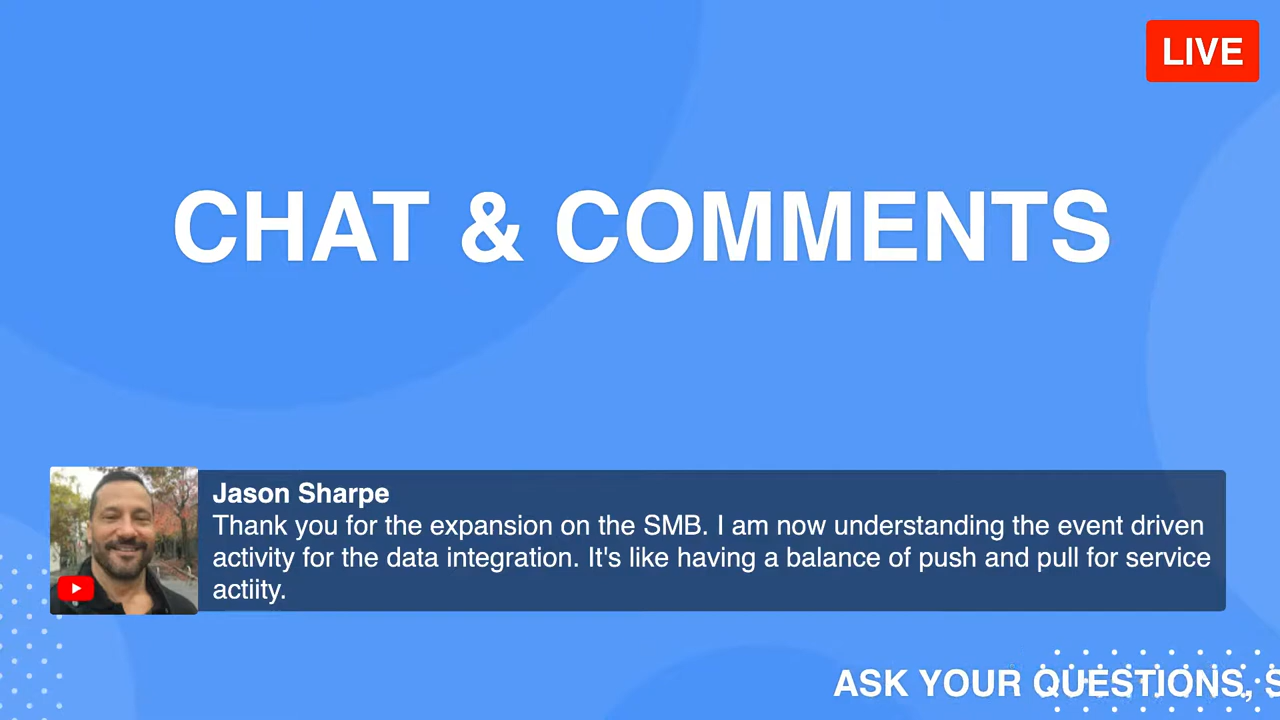 LIVE
CHAT & COMMENTS
Jason Sharpe
Thank you for the expansion on the SMB. I am now understanding the event driven
activity for the data integration. It's like having a balance of push and pull for service
actiity.
ASK YOUR QUESTIONS, S